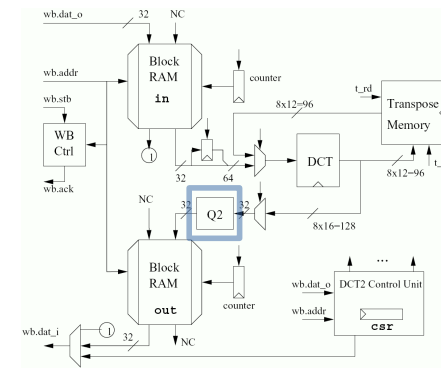 wb.dat_o
32
NC
Block
RAM
in
wb.addr
counter
t_rd
8x12=96
Transpose
Memory
wb.stb
WB
Ctrl
1
32
64
DCT
8x12=96
t_
wb.ack
NC
32
Q2
32
8x16=128
Block
RAM
out
counter
wb.dat_o
DCT2 Control Unit
...
wb.addr
csr
wb.dat_i
1
32
NC